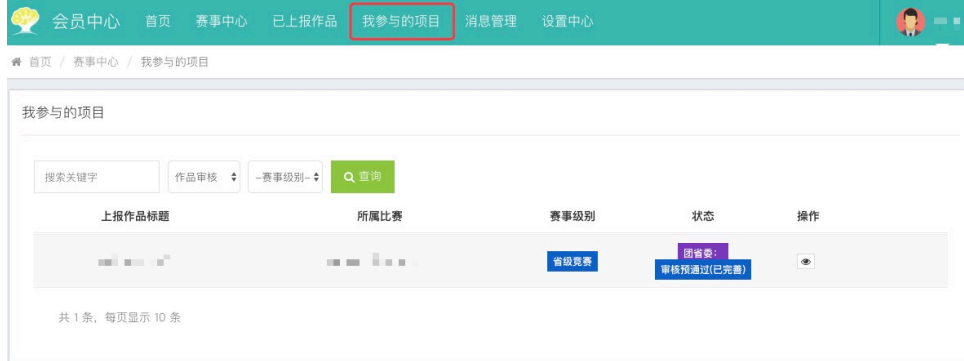 会员中心 首页 赛事中心 已上报作品 我参与的项目 消息管理 设置中心
首页 / 赛事中心 / 我参与的项目
我参与的项目
搜索关键字 作品审核 -赛事级别- 查询
上报作品标题 所属比赛 赛事级别 状态 操作
省级竞赛 团省委：
审核预通过(已完善)
共 1 条，每页显示 10 条